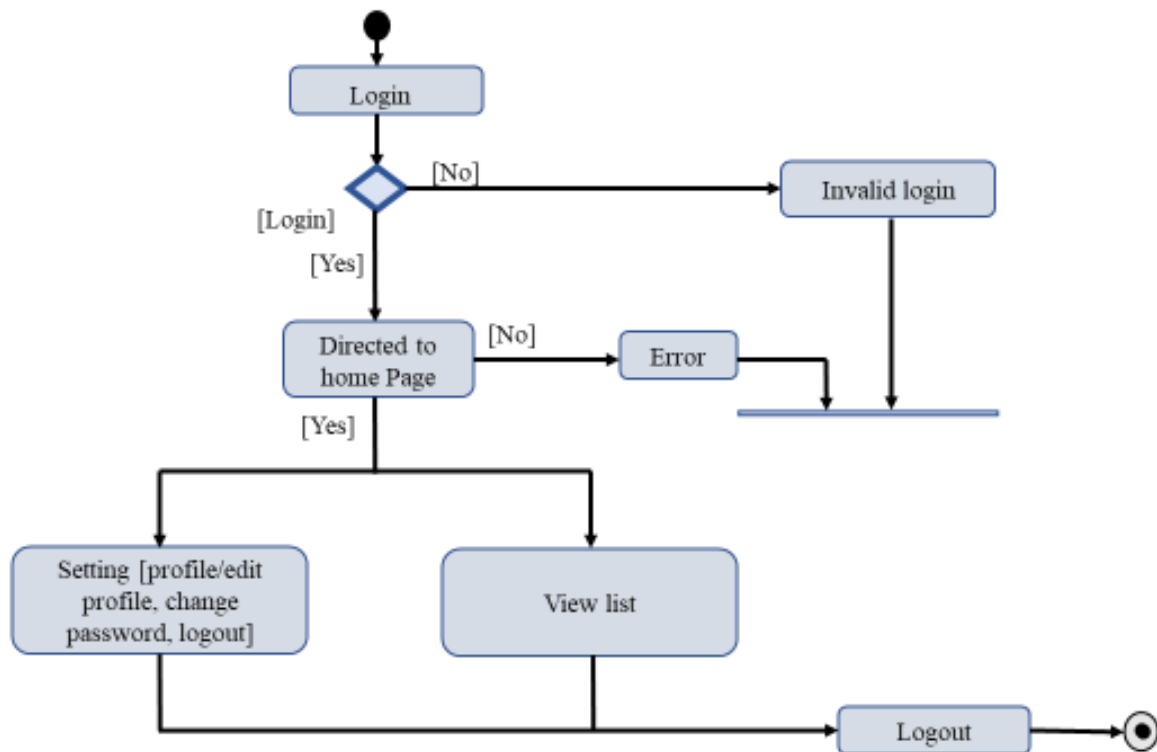 Login
[No]
Invalid login
[Login]
[Yes]
Directed to
home Page
[No]
Error
[Yes]
Setting [profile/edit
profile, change
password, logout]
View list
Logout